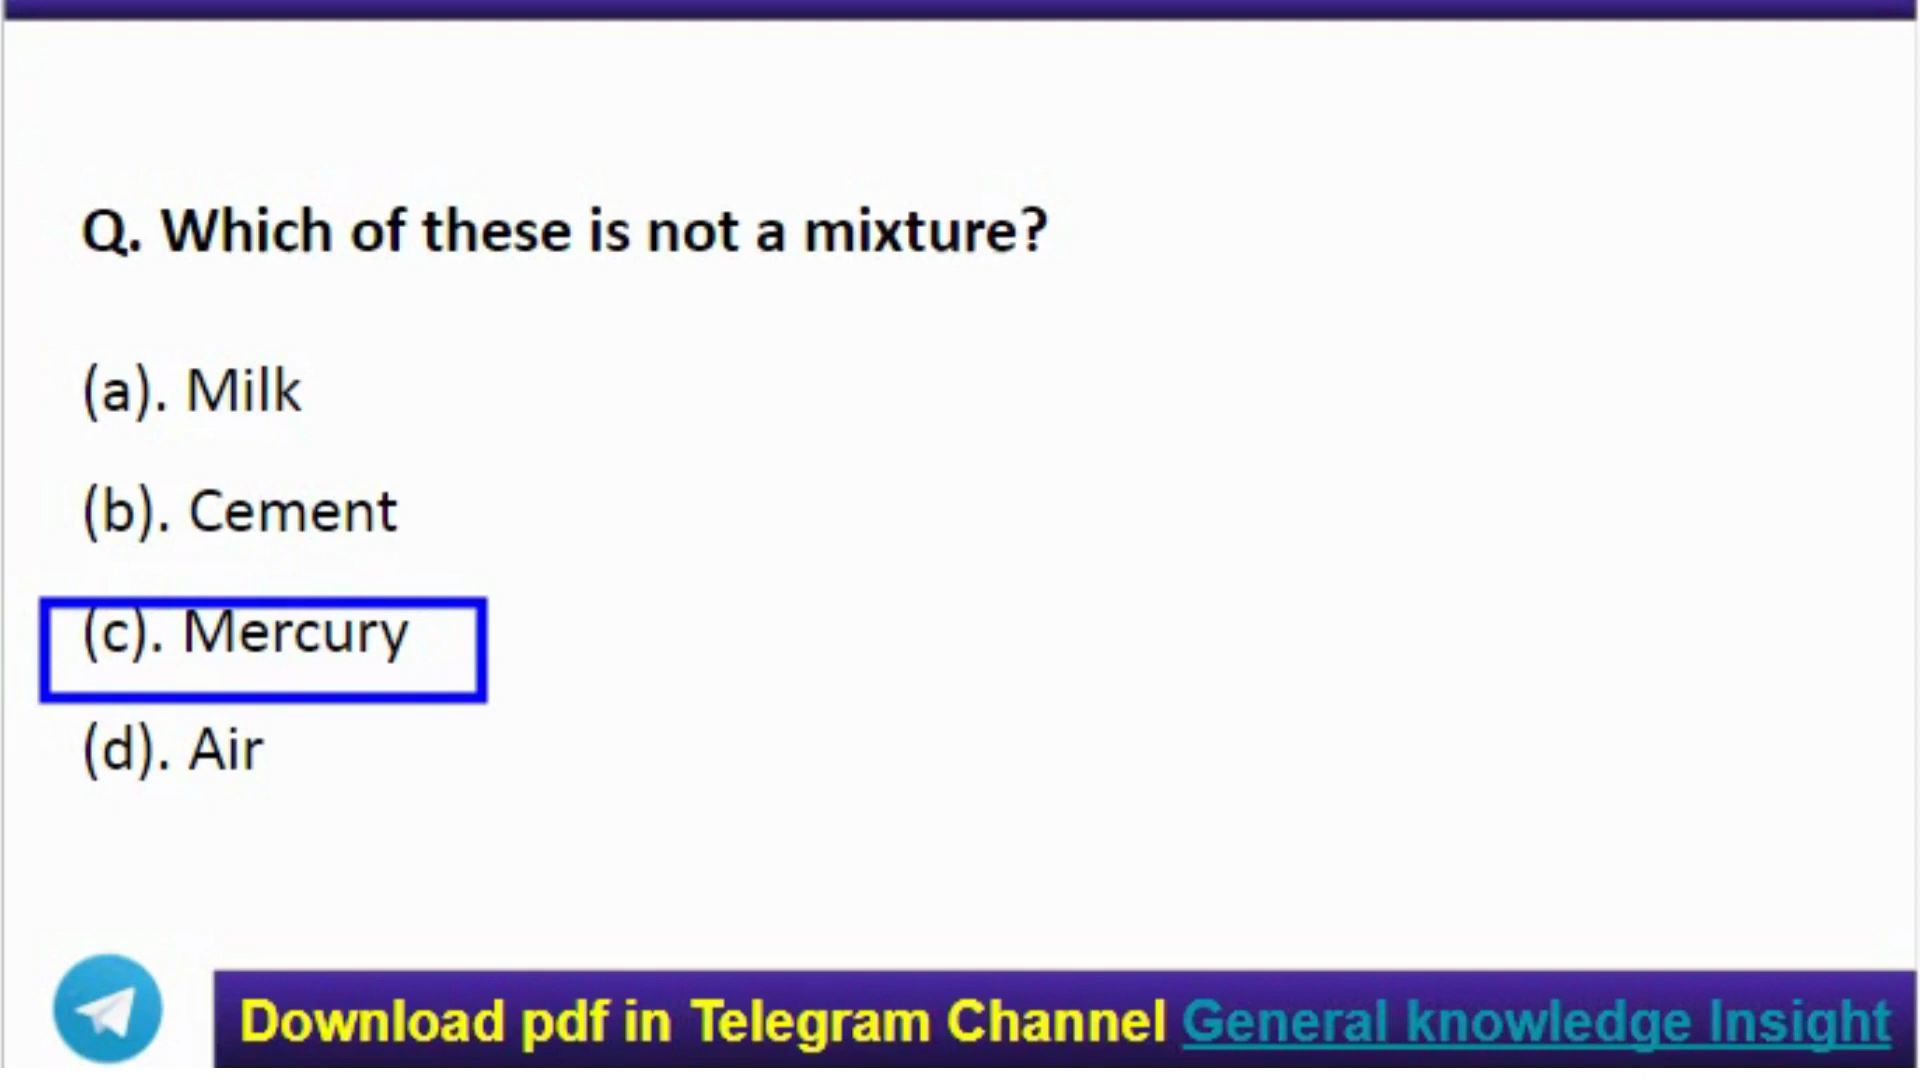 Q. Which of these is not a mixture?
(a). Milk
(b). Cement
(c). Mercury
(d). Air
Download pdf in Telegram Channel General knowledge Insight